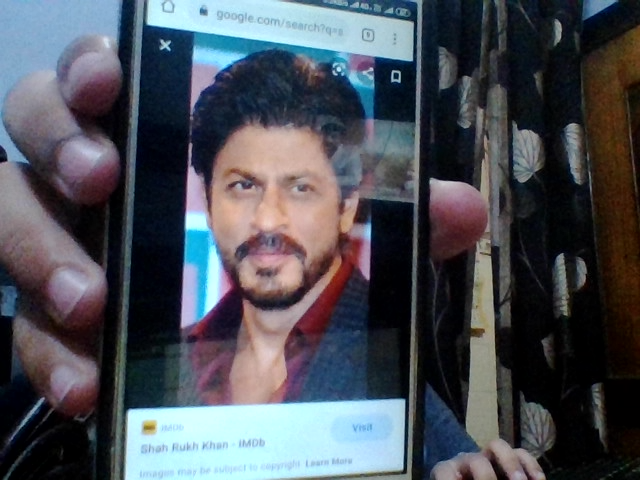 google.com/search?q=s
IMDb
Visit
Shah Rukh Khan - IMDb
Images may be subject to copyright. Learn More